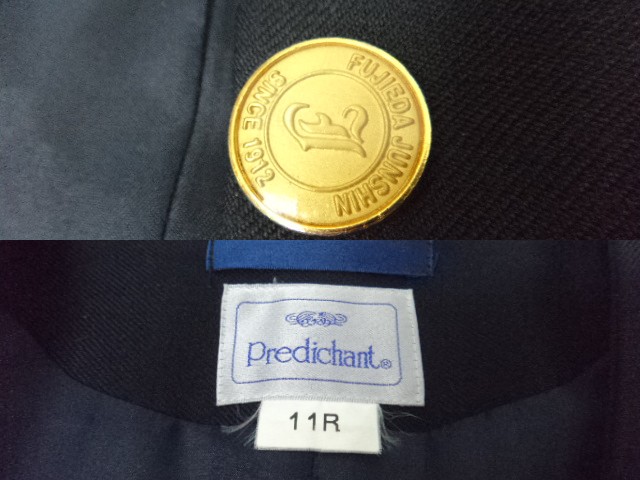 FUJIEDA JUNSHIN
SINCE 1912
Predichant®
11R